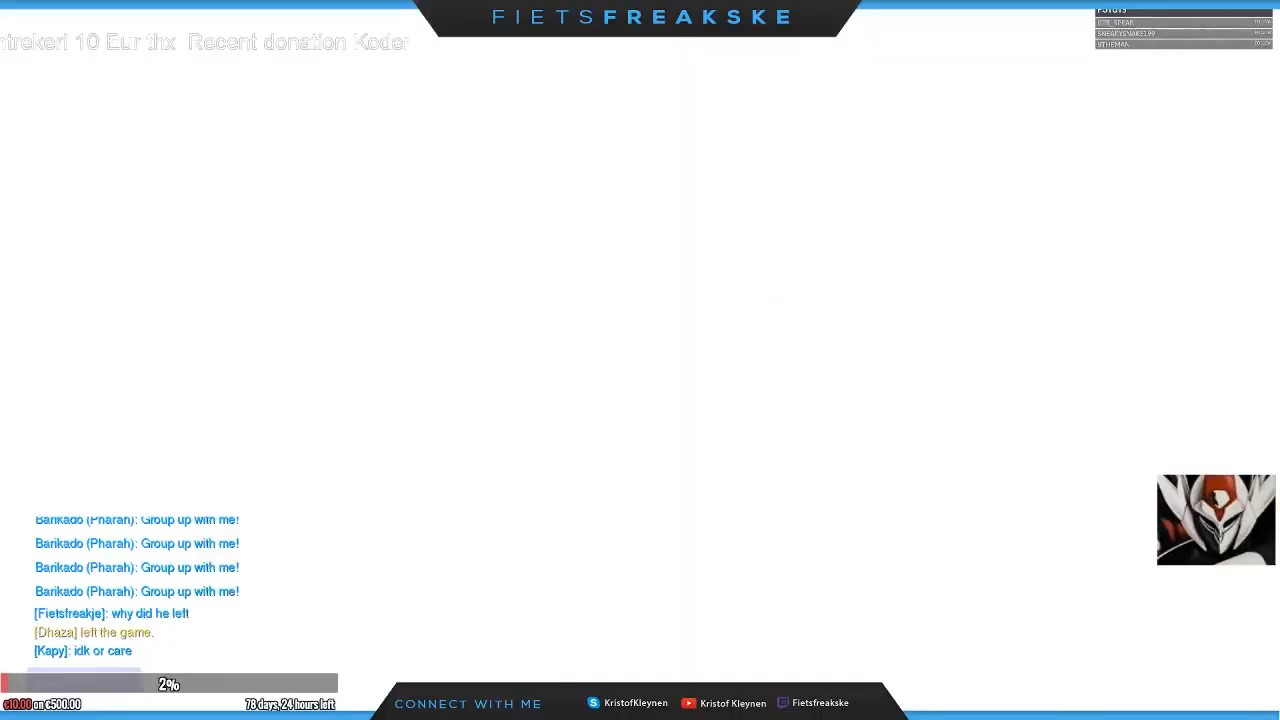 FIETSFREAKSKE
10 Eur thx Recent donation
CPT_SPEAR
SNEAKYSNAKE199
Barikado (Pharah): Group up with me!
Barikado (Pharah): Group up with me!
Barikado (Pharah): Group up with me!
Barikado (Pharah): Group up with me!
[Fietsfreakje]: why did he left
[Dhaza] left the game.
[Kapy]: idk or care
2%
€10.00 on €500.00
78 days, 24 hours left
CONNECT WITH ME
KristofKleynen
Kristof Kleynen
Fietsfreakske